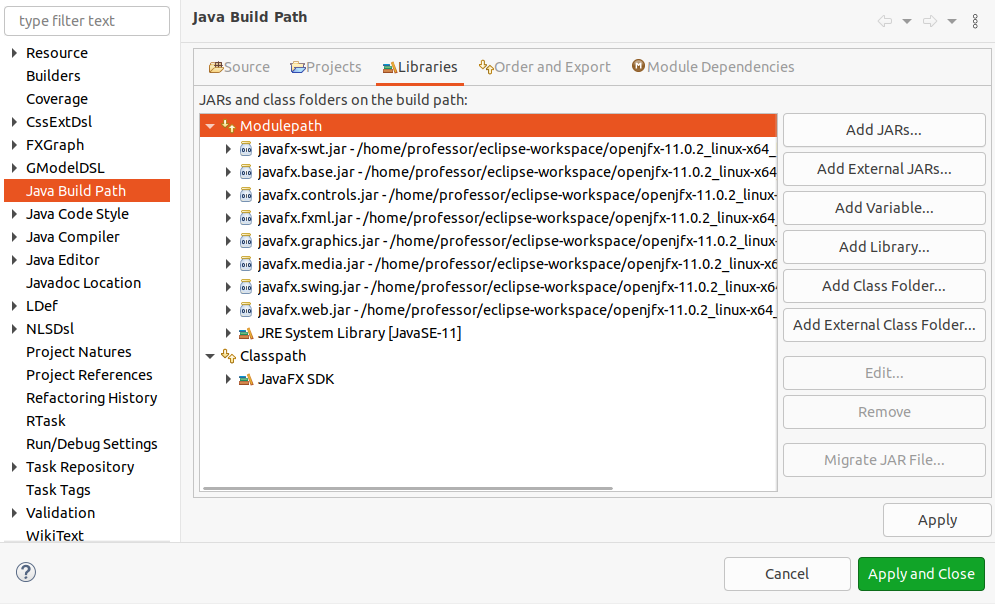 type filter text
Resource
Builders
Coverage
CssExtDsl
FXGraph
GModelDSL
Java Build Path
Java Code Style
Java Compiler
Java Editor
Javadoc Location
LDef
NLSDsl
Project Natures
Project References
Refactoring History
RTask
Run/Debug Settings
Task Repository
Task Tags
Validation
WikiText
Java Build Path
Source Projects Libraries Order and Export Module Dependencies
JARs and class folders on the build path:
Modulepath
javafx-swt.jar - /home/professor/eclipse-workspace/openjfx-11.0.2_linux-x64_
javafx.base.jar - /home/professor/eclipse-workspace/openjfx-11.0.2_linux-x64
javafx.controls.jar - /home/professor/eclipse-workspace/openjfx-11.0.2_linux-
javafx.fxml.jar - /home/professor/eclipse-workspace/openjfx-11.0.2_linux-x64_
javafx.graphics.jar - /home/professor/eclipse-workspace/openjfx-11.0.2_linux-
javafx.media.jar - /home/professor/eclipse-workspace/openjfx-11.0.2_linux-x6
javafx.swing.jar - /home/professor/eclipse-workspace/openjfx-11.0.2_linux-x6
javafx.web.jar - /home/professor/eclipse-workspace/openjfx-11.0.2_linux-x64_
JRE System Library [JavaSE-11]
Classpath
JavaFX SDK
Add JARs...
Add External JARs...
Add Variable...
Add Library...
Add Class Folder...
Add External Class Folder...
Edit...
Remove
Migrate JAR File...
Apply
Cancel
Apply and Close